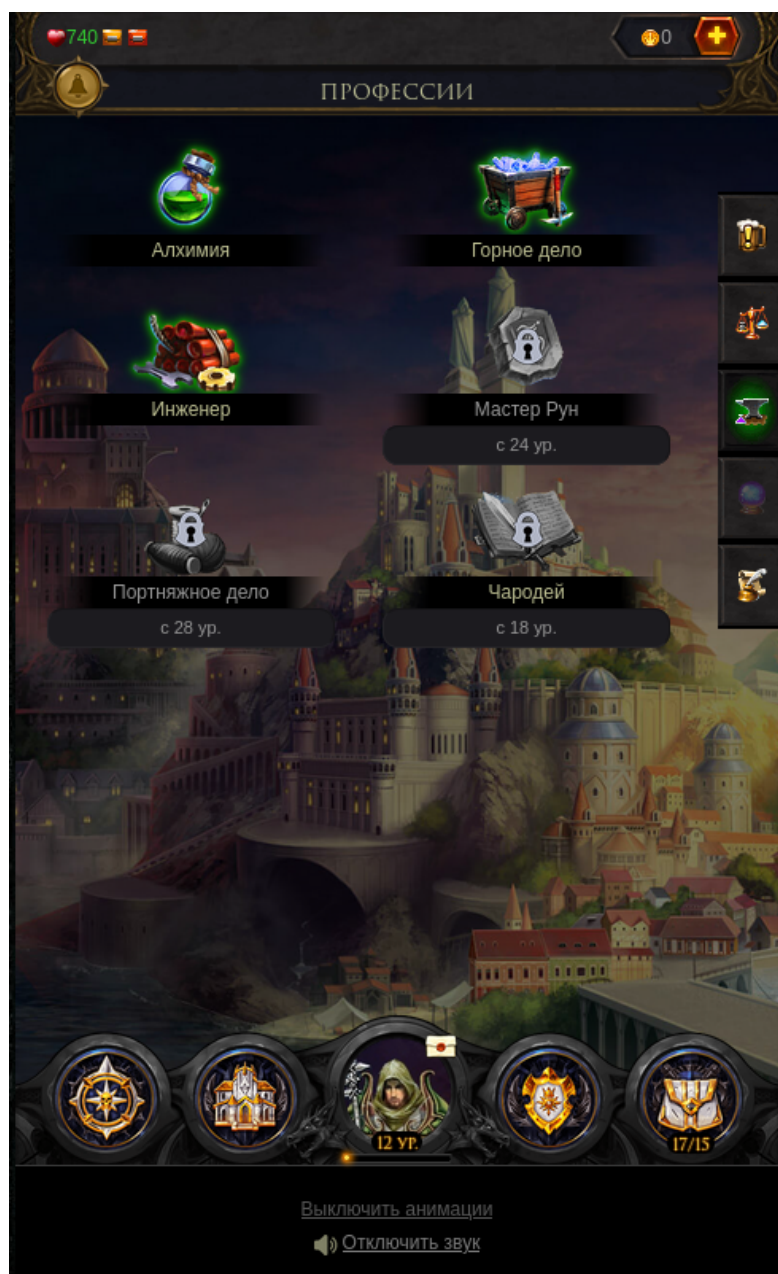 740
0
ПРОФЕССИИ
Алхимия
Горное дело
Инженер
Мастер Рун
с 24 ур.
Портняжное дело
Чародей
с 28 ур.
с 18 ур.
12 УР.
17/15
Выключить анимации
Отключить звук